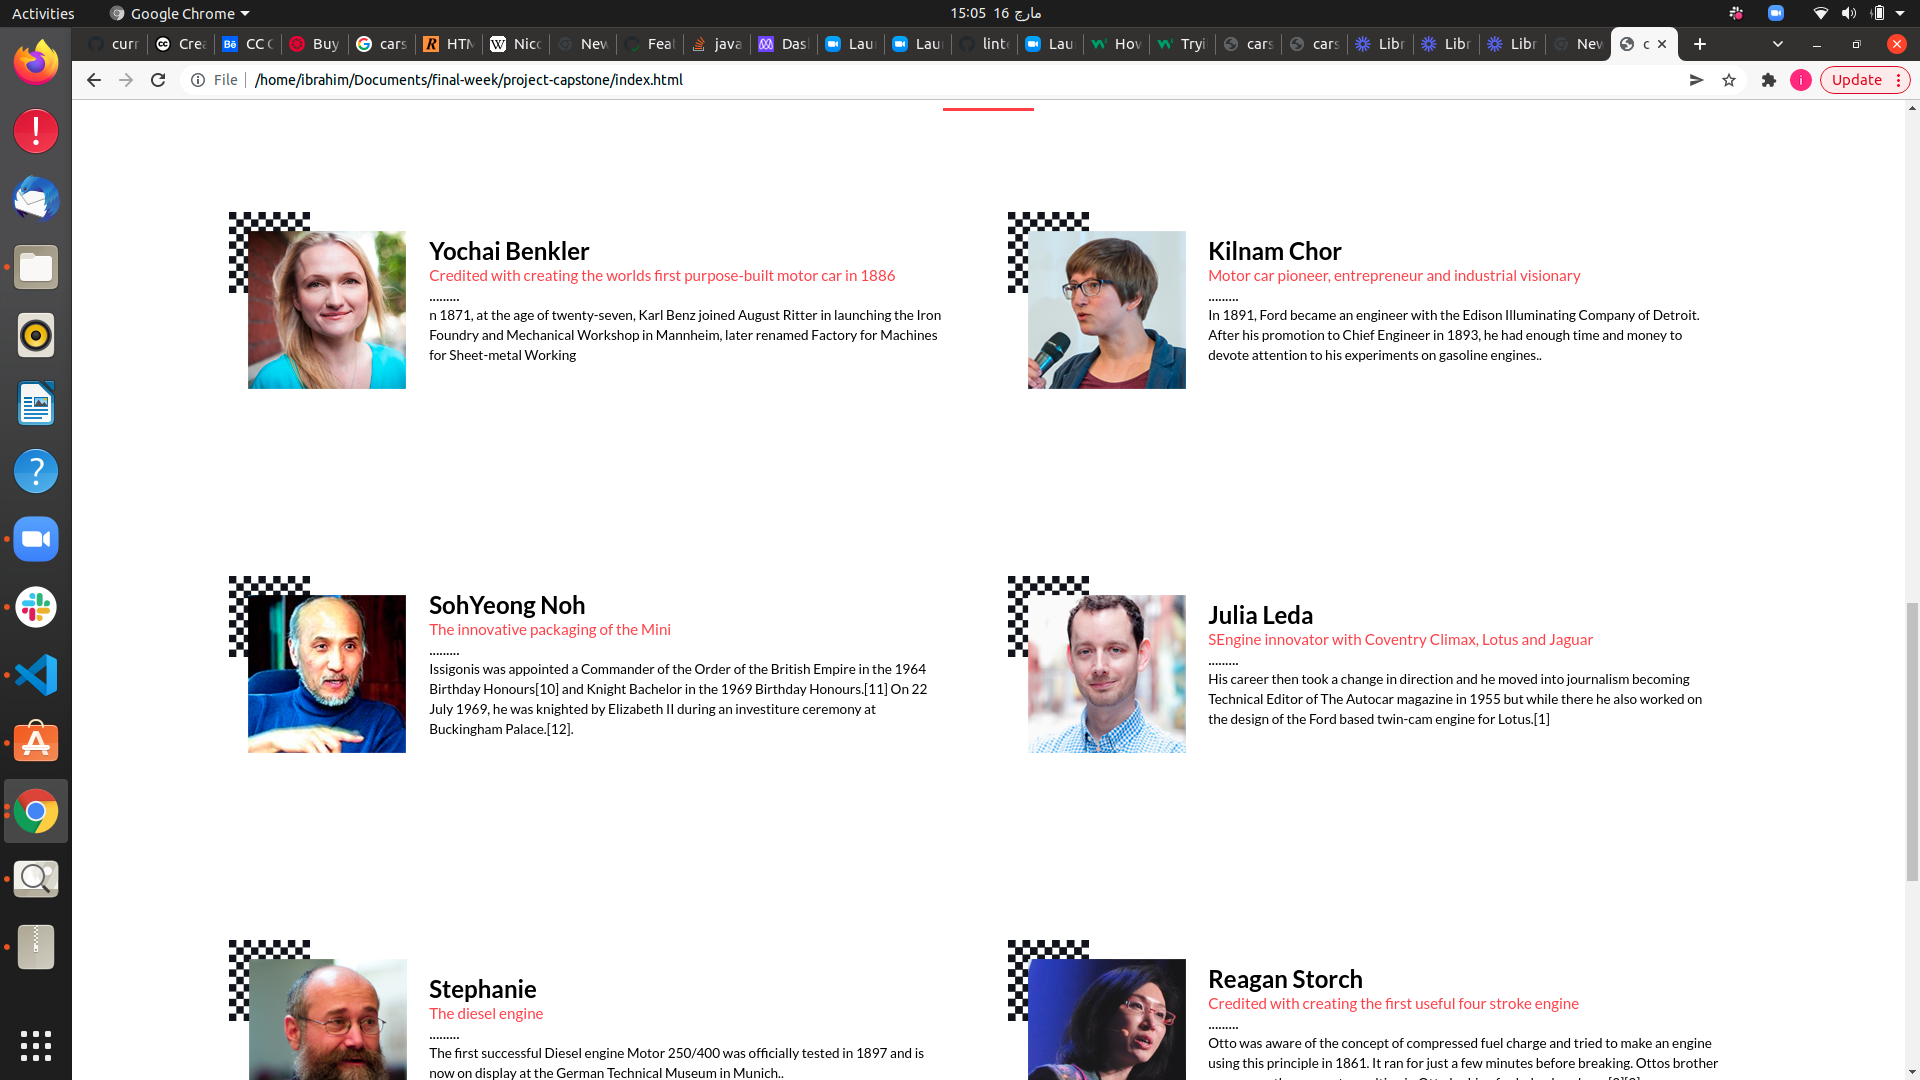 Activities
Google Chrome
15:05 16 مارچ
curr
Crea
CC C
Buy
cars
HTM
Nicc
New
Feat
java
Das
Laur
Laur
linte
Lau
Hov
Tryi
cars
cars
Libr
Libr
Libr
New
c
File
/home/ibrahim/Documents/final-week/project-capstone/index.html
i
Update
Yochai Benkler
Credited with creating the worlds first purpose-built motor car in 1886
.........
n 1871, at the age of twenty-seven, Karl Benz joined August Ritter in launching the Iron
Foundry and Mechanical Workshop in Mannheim, later renamed Factory for Machines
for Sheet-metal Working
Kilnam Chor
Motor car pioneer, entrepreneur and industrial visionary
.........
In 1891, Ford became an engineer with the Edison Illuminating Company of Detroit.
After his promotion to Chief Engineer in 1893, he had enough time and money to
devote attention to his experiments on gasoline engines..
SohYeong Noh
The innovative packaging of the Mini
.........
Issigonis was appointed a Commander of the Order of the British Empire in the 1964
Birthday Honours[10] and Knight Bachelor in the 1969 Birthday Honours.[11] On 22
July 1969, he was knighted by Elizabeth II during an investiture ceremony at
Buckingham Palace.[12].
Julia Leda
SEngine innovator with Coventry Climax, Lotus and Jaguar
.........
His career then took a change in direction and he moved into journalism becoming
Technical Editor of The Autocar magazine in 1955 but while there he also worked on
the design of the Ford based twin-cam engine for Lotus.[1]
Stephanie
The diesel engine
.........
The first successful Diesel engine Motor 250/400 was officially tested in 1897 and is
now on display at the German Technical Museum in Munich..
Reagan Storch
Credited with creating the first useful four stroke engine
.........
Otto was aware of the concept of compressed fuel charge and tried to make an engine
using this principle in 1861. It ran for just a few minutes before breaking. Ottos brother